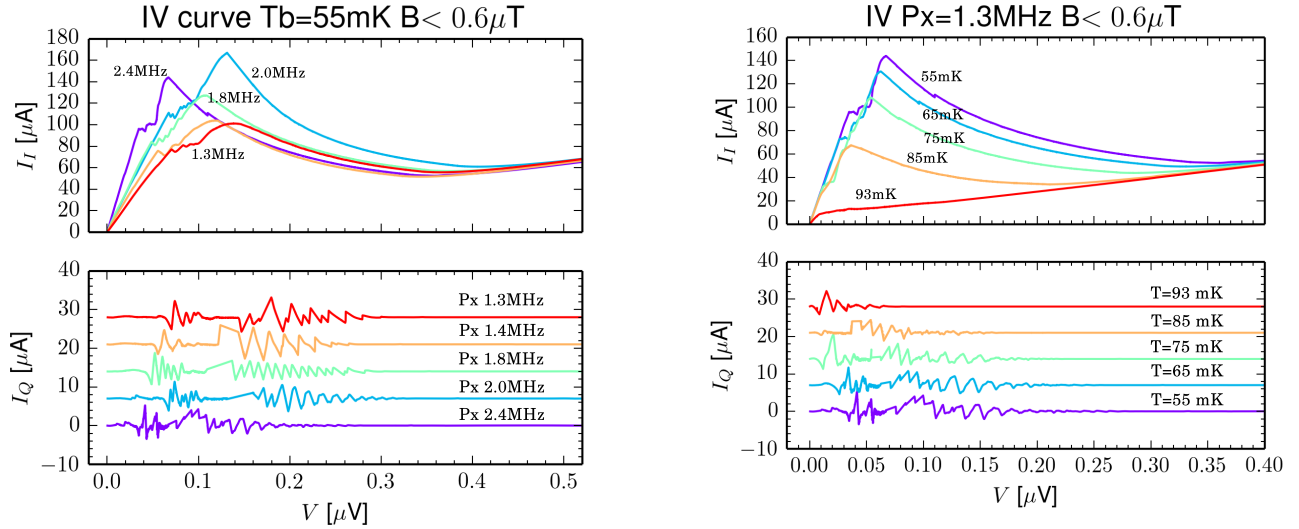 IV curve Tb=55mK B< 0.6μT
180
160
140
120
100
80
60
40
20
0
I_I [μA]
2.4MHz
2.0MHz
1.8MHz
1.3MHz
40
30
20
10
0
−10
I_Q [μA]
Px 1.3MHz
Px 1.4MHz
Px 1.8MHz
Px 2.0MHz
Px 2.4MHz
0.0 0.1 0.2 0.3 0.4 0.5
V [μV]
IV Px=1.3MHz B< 0.6μT
160
140
120
100
80
60
40
20
0
I_I [μA]
55mK
65mK
75mK
85mK
93mK
40
30
20
10
0
−10
I_Q [μA]
T=93 mK
T=85 mK
T=75 mK
T=65 mK
T=55 mK
0.00 0.05 0.10 0.15 0.20 0.25 0.30 0.35 0.40
V [μV]